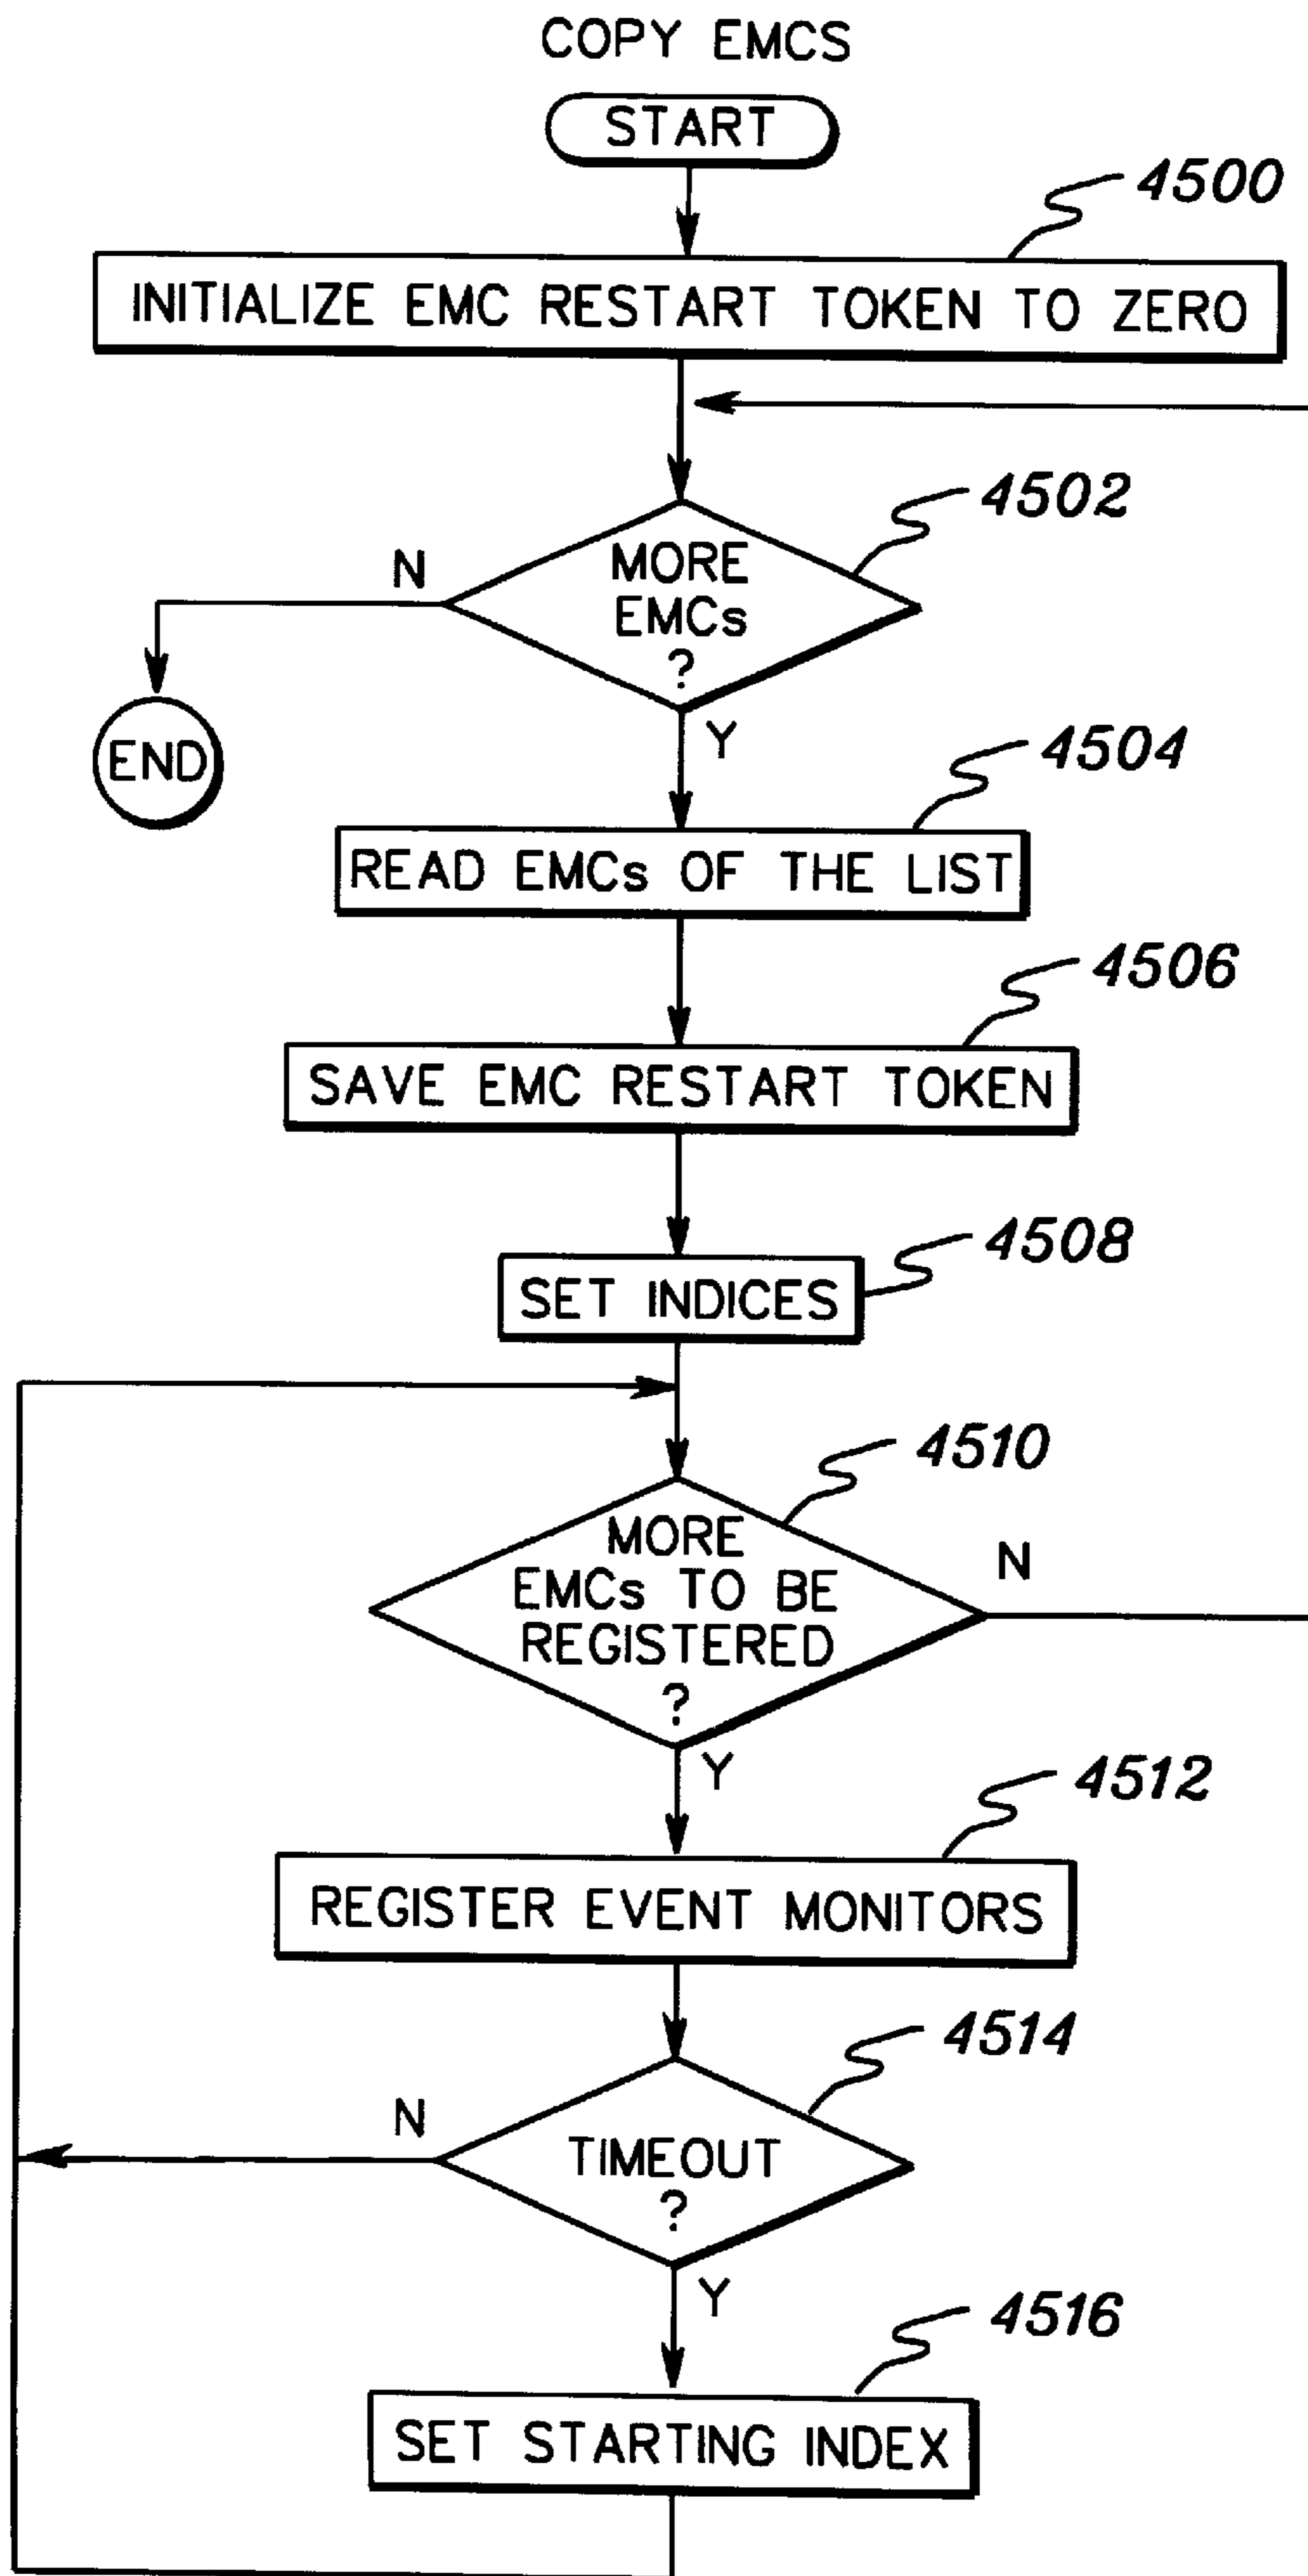 COPY EMCS
START
4500
INITIALIZE EMC RESTART TOKEN TO ZERO
4502
N
MORE
EMCs
?
Y
END
4504
READ EMCs OF THE LIST
4506
SAVE EMC RESTART TOKEN
4508
SET INDICES
4510
MORE
EMCs TO BE
REGISTERED
?
N
Y
4512
REGISTER EVENT MONITORS
4514
N
TIMEOUT
?
Y
4516
SET STARTING INDEX